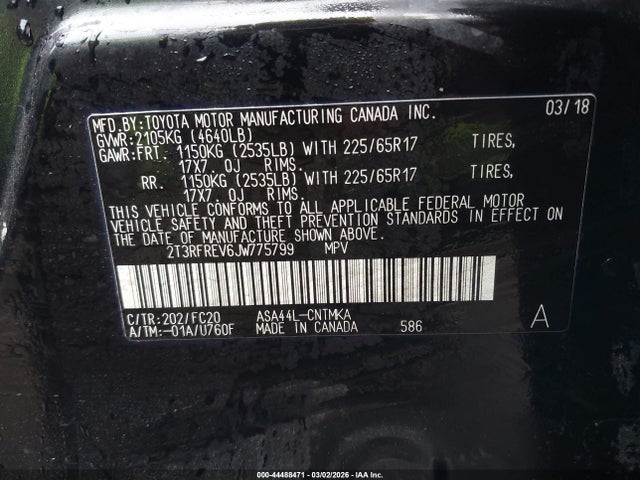 MFD.BY:TOYOTA MOTOR MANUFACTURING CANADA INC. 03/18
GVWR:2105KG (4640LB)
GAWR:FRT. 1150KG (2535LB) WITH 225/65R17 TIRES,
17X7 0J RIMS.
RR. 1150KG (2535LB) WITH 225/65R17 TIRES,
17X7 0J RIMS.
THIS VEHICLE CONFORMS TO ALL APPLICABLE FEDERAL MOTOR
VEHICLE SAFETY AND THEFT PREVENTION STANDARDS IN EFFECT ON
THE DATE OF MANUFACTURE SHOWN ABOVE.
2T3RFREV6JW775799 MPV
C/TR:202/FC20 ASA44L-CNTMKA
A/TM:-01A/U760F MADE IN CANADA 586 A
000-44488471 - 03/02/2026 - IAA Inc.